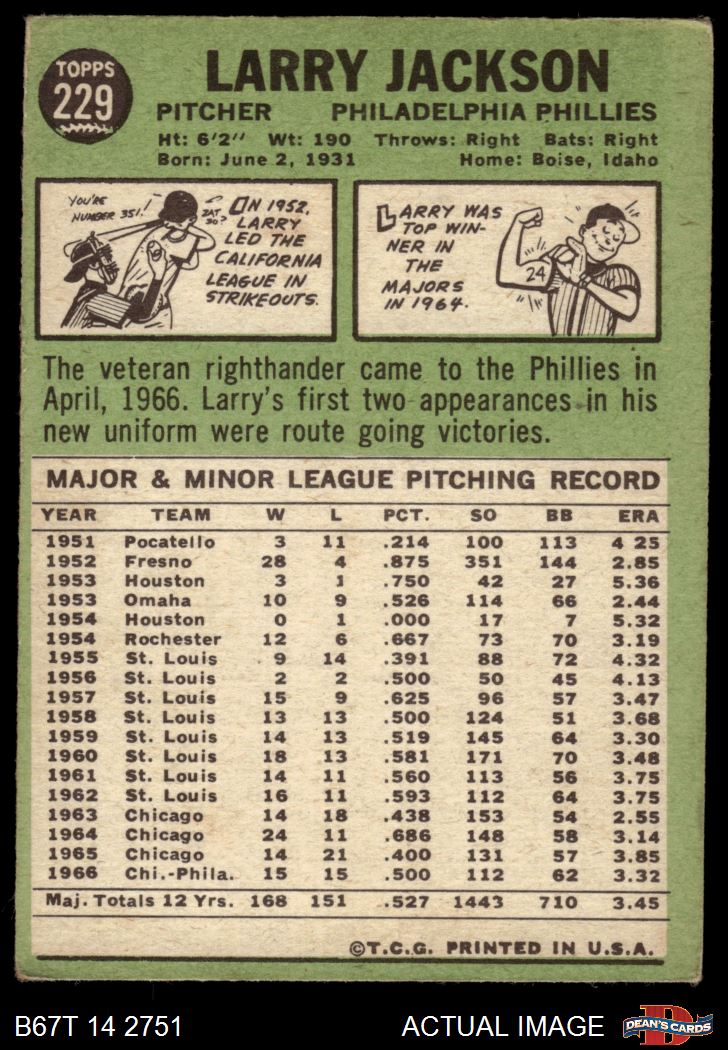 TOPPS
229
LARRY JACKSON
PITCHER PHILADELPHIA PHILLIES
Ht: 6'2" Wt: 190 Throws: Right Bats: Right
Born: June 2, 1931 Home: Boise, Idaho
YOU'RE
NUMBER 351!
ZAT
SO?
ON 1952,
LARRY
LED THE
CALIFORNIA
LEAGUE IN
STRIKEOUTS.
LARRY WAS
TOP WIN-
NER IN
THE
MAJORS
IN 1964.
24
The veteran righthander came to the Phillies in
April, 1966. Larry's first two appearances in his
new uniform were route going victories.
MAJOR & MINOR LEAGUE PITCHING RECORD
YEAR TEAM W L PCT. SO BB ERA
1951 Pocatello 3 11 .214 100 113 4 25
1952 Fresno 28 4 .875 351 144 2.85
1953 Houston 3 1 .750 42 27 5.36
1953 Omaha 10 9 .526 114 66 2.44
1954 Houston 0 1 .000 17 7 5.32
1954 Rochester 12 6 .667 73 70 3.19
1955 St. Louis 9 14 .391 88 72 4.32
1956 St. Louis 2 2 .500 50 45 4.13
1957 St. Louis 15 9 .625 96 57 3.47
1958 St. Louis 13 13 .500 124 51 3.68
1959 St. Louis 14 13 .519 145 64 3.30
1960 St. Louis 18 13 .581 171 70 3.48
1961 St. Louis 14 11 .560 113 56 3.75
1962 St. Louis 16 11 .593 112 64 3.75
1963 Chicago 14 18 .438 153 54 2.55
1964 Chicago 24 11 .686 148 58 3.14
1965 Chicago 14 21 .400 131 57 3.85
1966 Chi.-Phila. 15 15 .500 112 62 3.32
Maj. Totals 12 Yrs. 168 151 .527 1443 710 3.45
©T.C.G. PRINTED IN U.S.A.
B67T 14 2751 ACTUAL IMAGE
D
DEAN'S CARDS